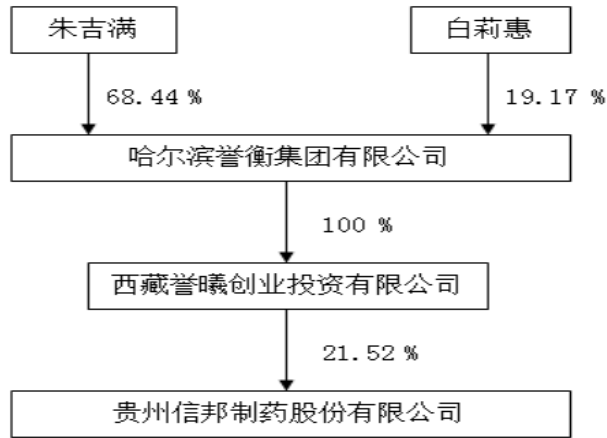 朱吉满
白莉惠
68.44 %
19.17 %
哈尔滨誉衡集团有限公司
100 %
西藏誉曦创业投资有限公司
21.52 %
贵州信邦制药股份有限公司